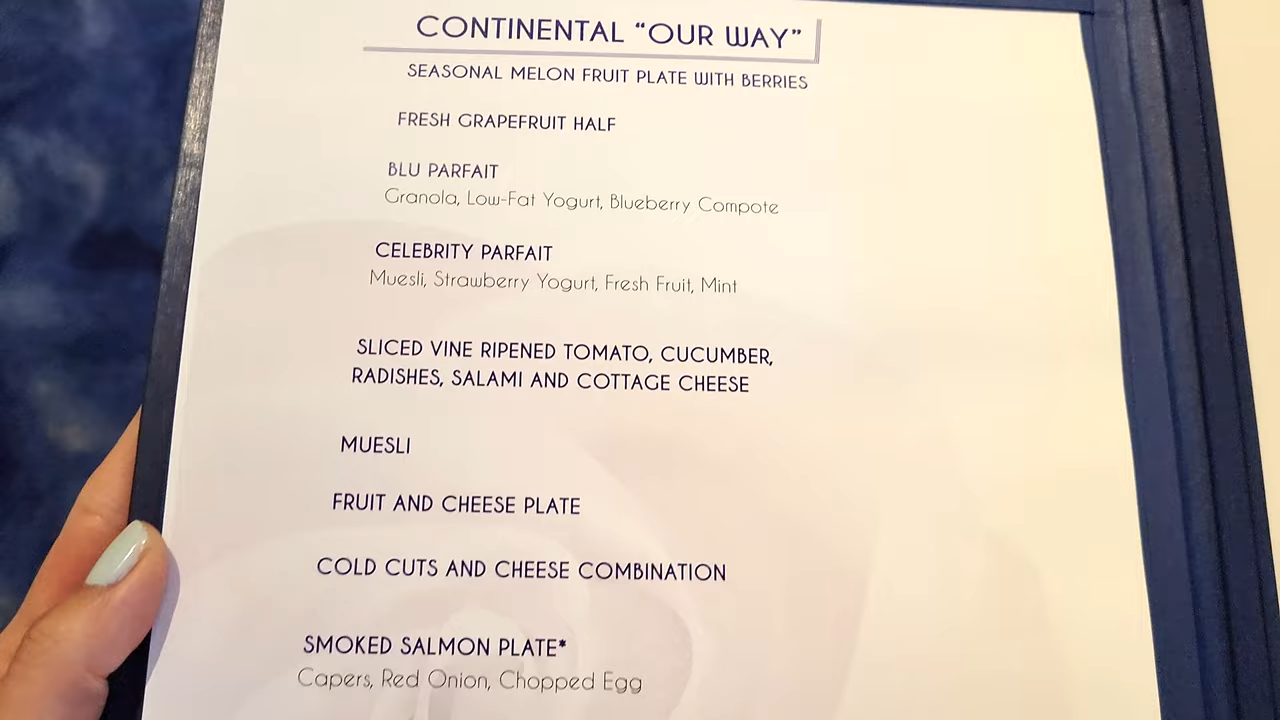 CONTINENTAL “OUR WAY”
SEASONAL MELON FRUIT PLATE WITH BERRIES
FRESH GRAPEFRUIT HALF
BLU PARFAIT
Granola, Low-Fat Yogurt, Blueberry Compote
CELEBRITY PARFAIT
Muesli, Strawberry Yogurt, Fresh Fruit, Mint
SLICED VINE RIPENED TOMATO, CUCUMBER,
RADISHES, SALAMI AND COTTAGE CHEESE
MUESLI
FRUIT AND CHEESE PLATE
COLD CUTS AND CHEESE COMBINATION
SMOKED SALMON PLATE*
Capers, Red Onion, Chopped Egg